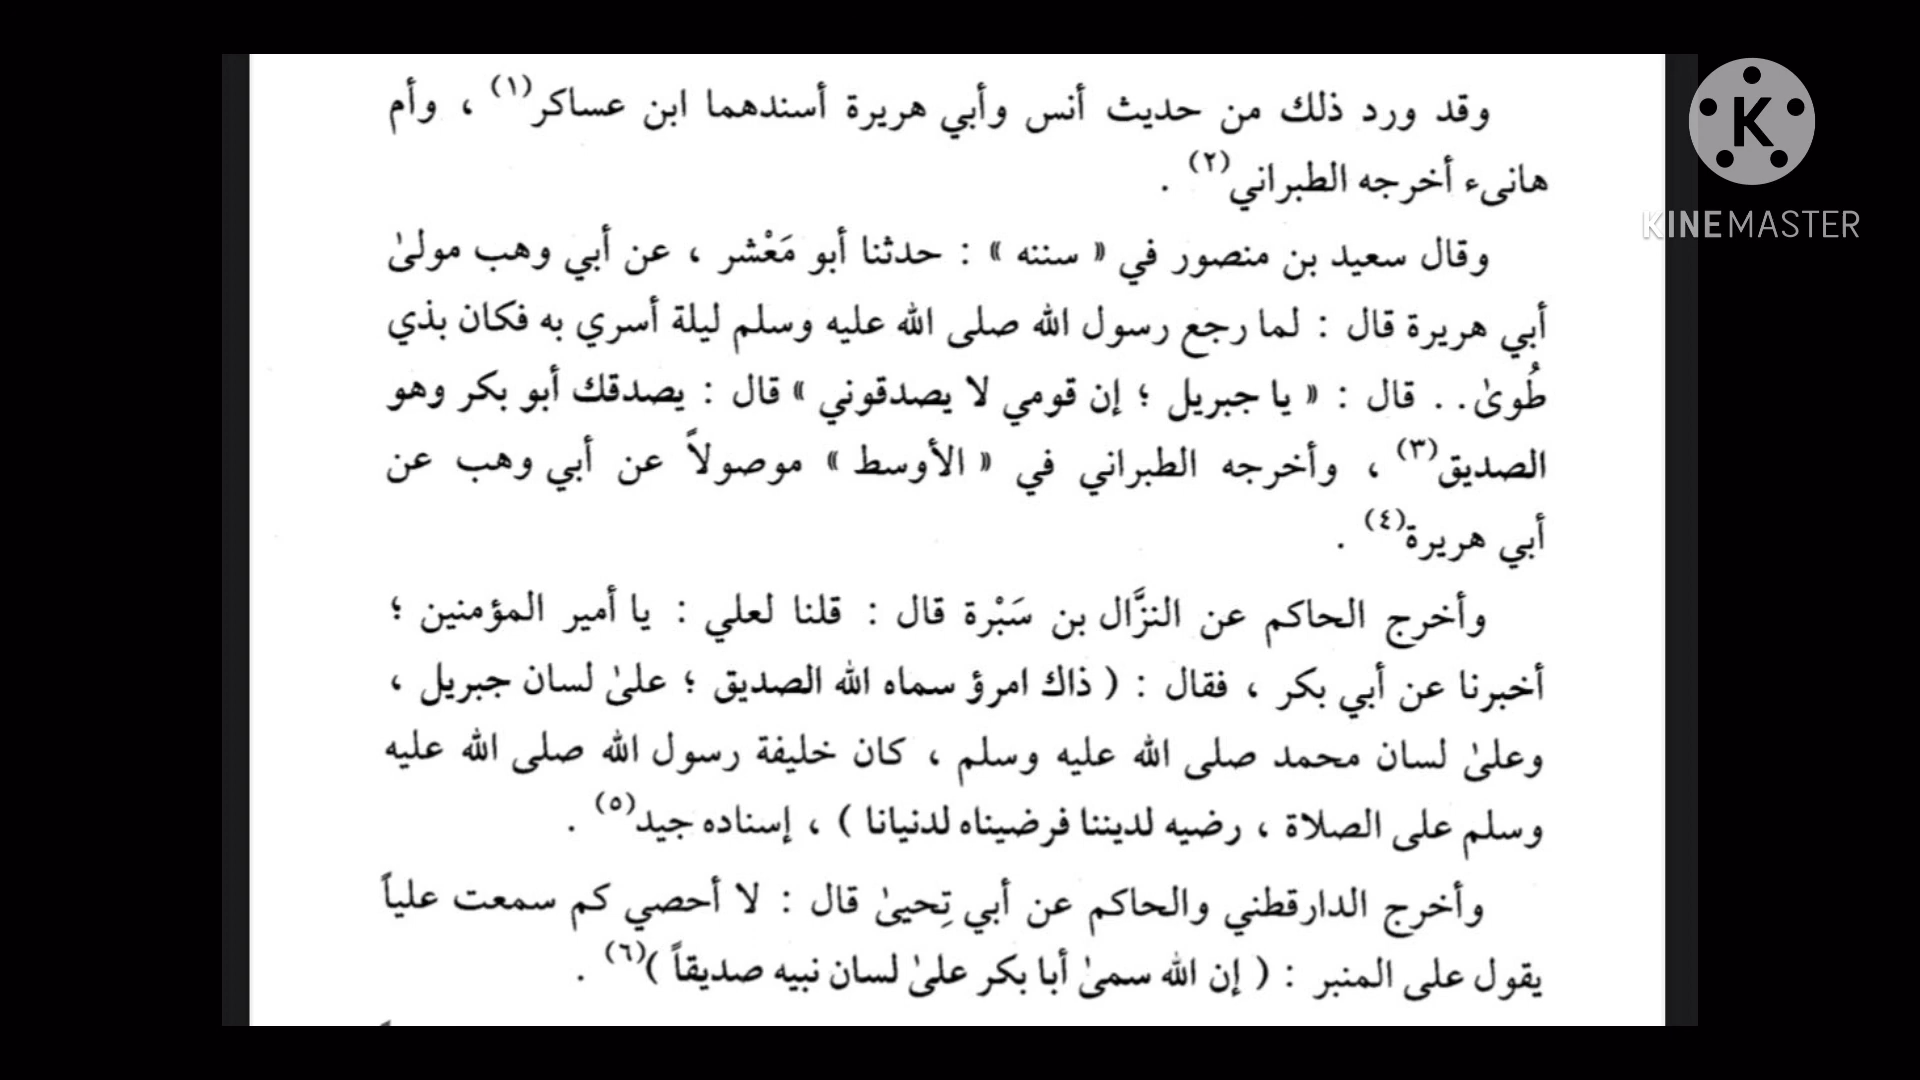 وقد ورد ذلك من حديث أنس وأبي هريرة أسندهما ابن عساكر(١) ، وأم
هانىء أخرجه الطبراني(٢) .
وقال سعيد بن منصور في « سننه » : حدثنا أبو مَعْشر ، عن أبي وهب مولىٰ
أبي هريرة قال : لما رجع رسول الله صلى الله عليه وسلم ليلة أسري به فكان بذي
طُوىٰ . . قال : « يا جبريل ؛ إن قومي لا يصدقوني » قال : يصدقك أبو بكر وهو
الصديق(٣) ، وأخرجه الطبراني في « الأوسط » موصولاً عن أبي وهب عن
أبي هريرة(٤) .
وأخرج الحاكم عن النزَّال بن سَبْرة قال : قلنا لعلي : يا أمير المؤمنين ؛
أخبرنا عن أبي بكر ، فقال : ( ذاك امرؤ سماه الله الصديق ؛ علىٰ لسان جبريل ،
وعلىٰ لسان محمد صلى الله عليه وسلم ، كان خليفة رسول الله صلى الله عليه
وسلم على الصلاة ، رضيه لديننا فرضيناه لدنيانا ) ، إسناده جيد(٥) .
وأخرج الدارقطني والحاكم عن أبي تِحيىٰ قال : لا أحصي كم سمعت علياً
يقول على المنبر : ( إن الله سمىٰ أبا بكر علىٰ لسان نبيه صديقاً )(٦) .
K
KINEMASTER